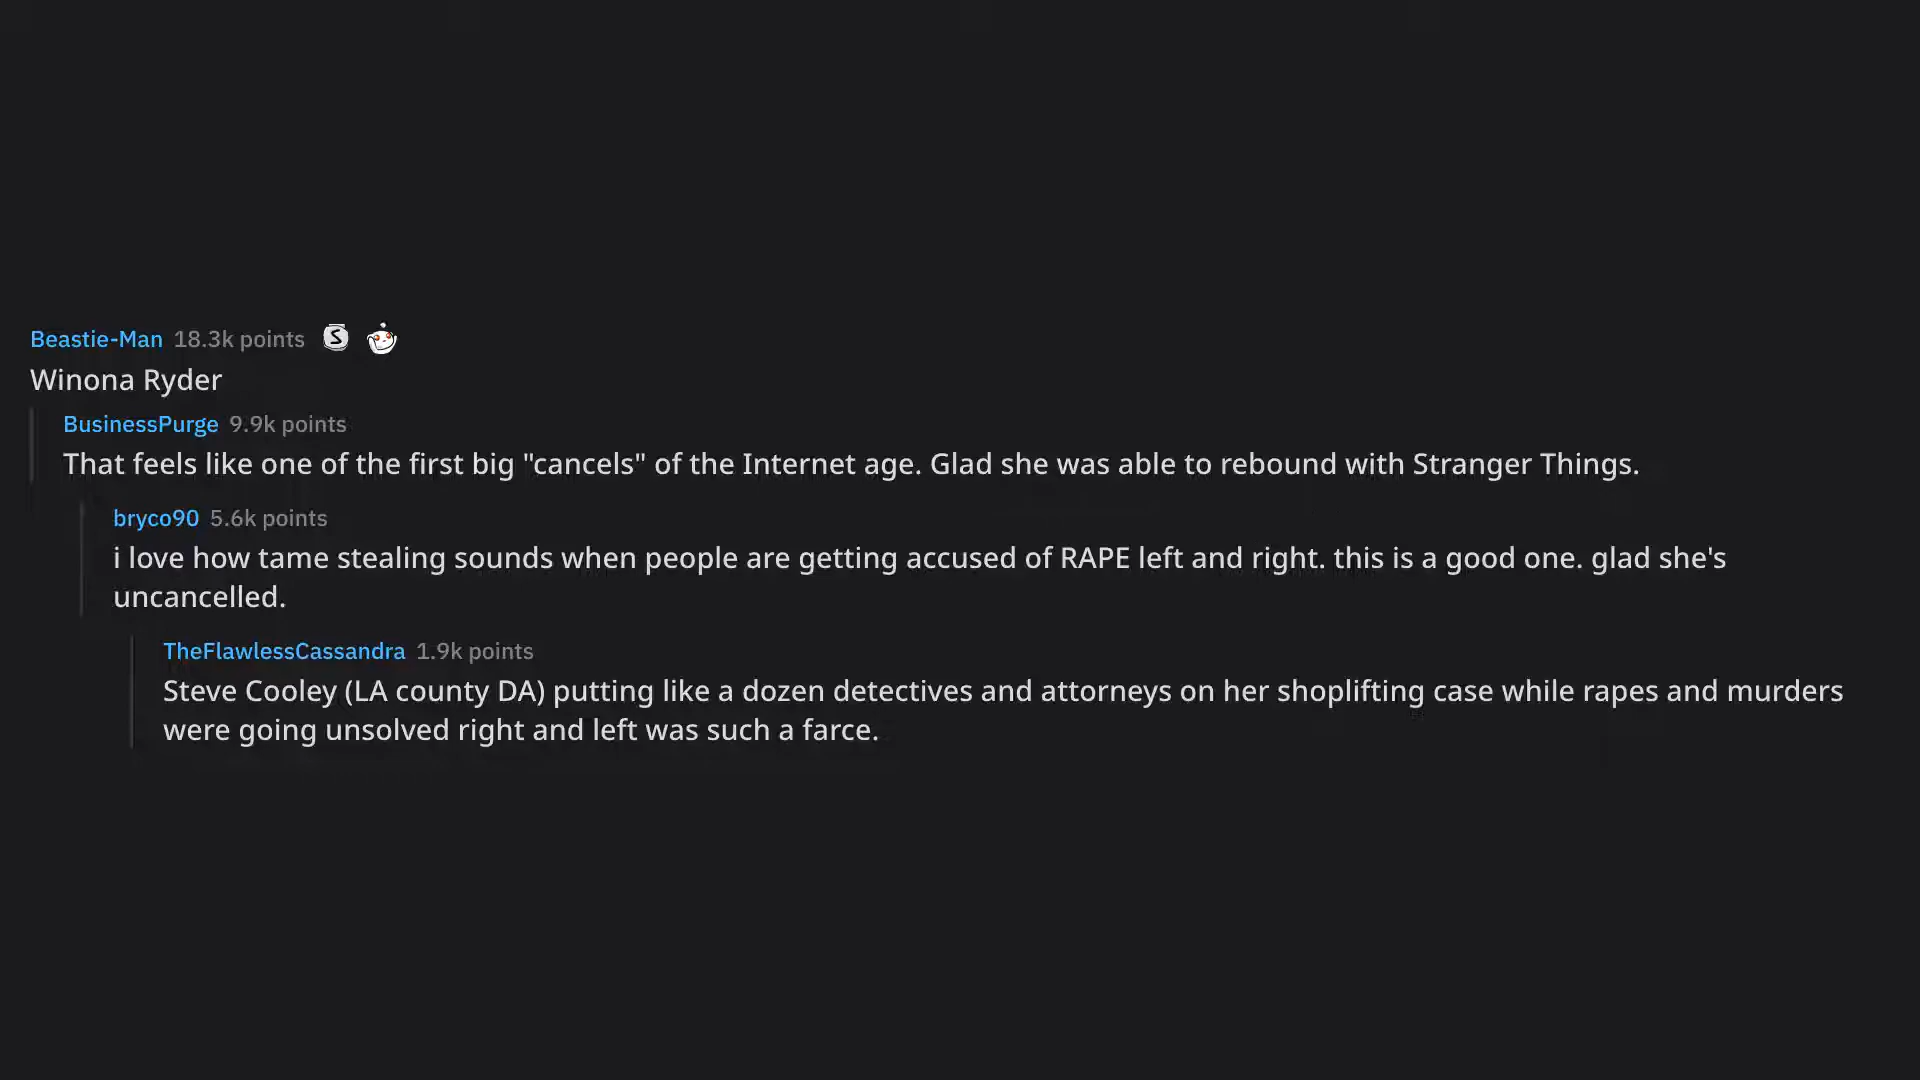 Beastie-Man 18.3k points
Winona Ryder
BusinessPurge 9.9k points
That feels like one of the first big "cancels" of the Internet age. Glad she was able to rebound with Stranger Things.
bryco90 5.6k points
i love how tame stealing sounds when people are getting accused of RAPE left and right. this is a good one. glad she's
uncancelled.
TheFlawlessCassandra 1.9k points
Steve Cooley (LA county DA) putting like a dozen detectives and attorneys on her shoplifting case while rapes and murders
were going unsolved right and left was such a farce.